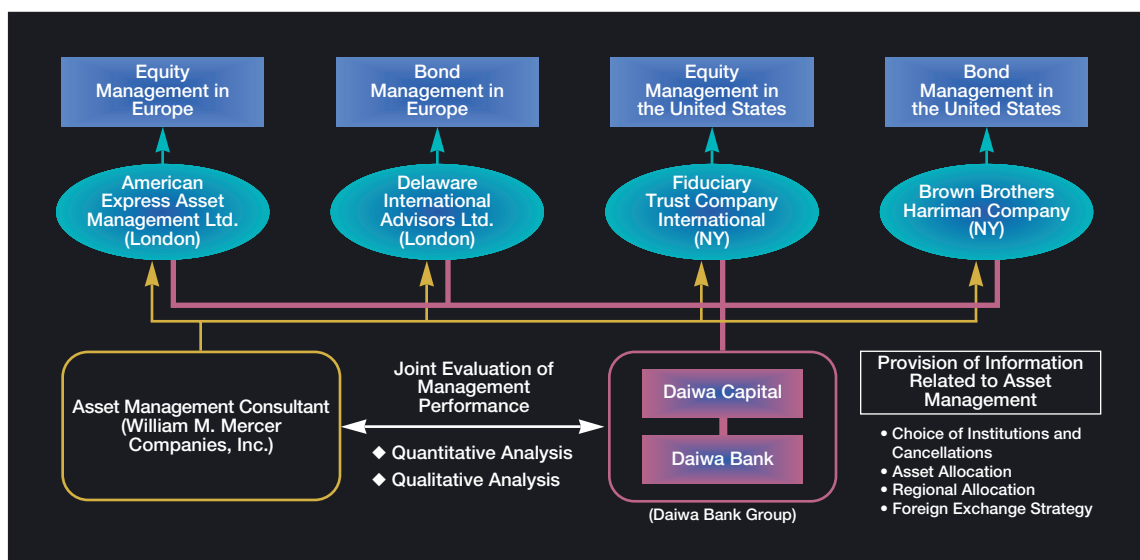 Equity
Management in
Europe
Bond
Management in
Europe
Equity
Management in
the United States
Bond
Management in
the United States
American
Express Asset
Management Ltd.
(London)
Delaware
International
Advisors Ltd.
(London)
Fiduciary
Trust Company
International
(NY)
Brown Brothers
Harriman Company
(NY)
Asset Management Consultant
(William M. Mercer
Companies, Inc.)
Joint Evaluation of
Management
Performance
◆ Quantitative Analysis
◆ Qualitative Analysis
Daiwa Capital
Daiwa Bank
(Daiwa Bank Group)
Provision of Information
Related to Asset
Management
• Choice of Institutions and
Cancellations
• Asset Allocation
• Regional Allocation
• Foreign Exchange Strategy